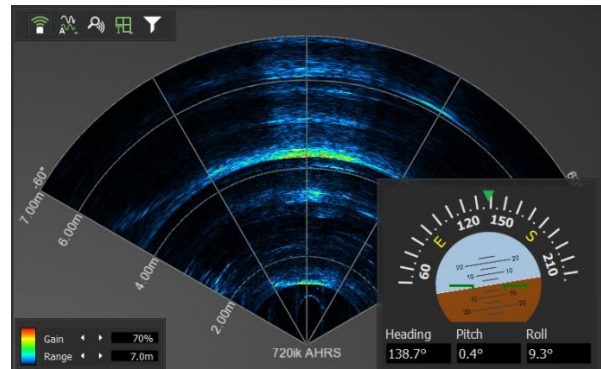 A
-60°
6
7.00m
6.00m
4.00m
2.00m
720ik AHRS
Gain 70%
Range 7.0m
60 E 120 150 S 210
20 20
10 10
10 10
20 20
Heading Pitch Roll
138.7° 0.4° 9.3°